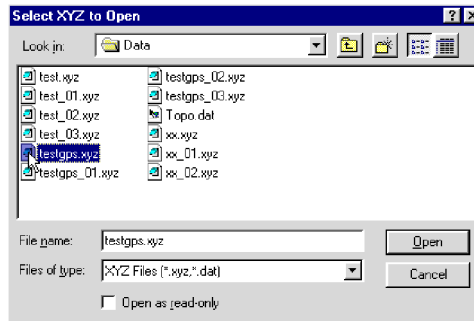 Select XYZ to Open
Look in: Data
test.xyz testgps_02.xyz
test_01.xyz testgps_03.xyz
test_02.xyz Topo.dat
test_03.xyz xx.xyz
testgps.xyz xx_01.xyz
testgps_01.xyz xx_02.xyz
File name: testgps.xyz Open
Files of type: XYZ Files (*.xyz,*.dat) Cancel
Open as read-only